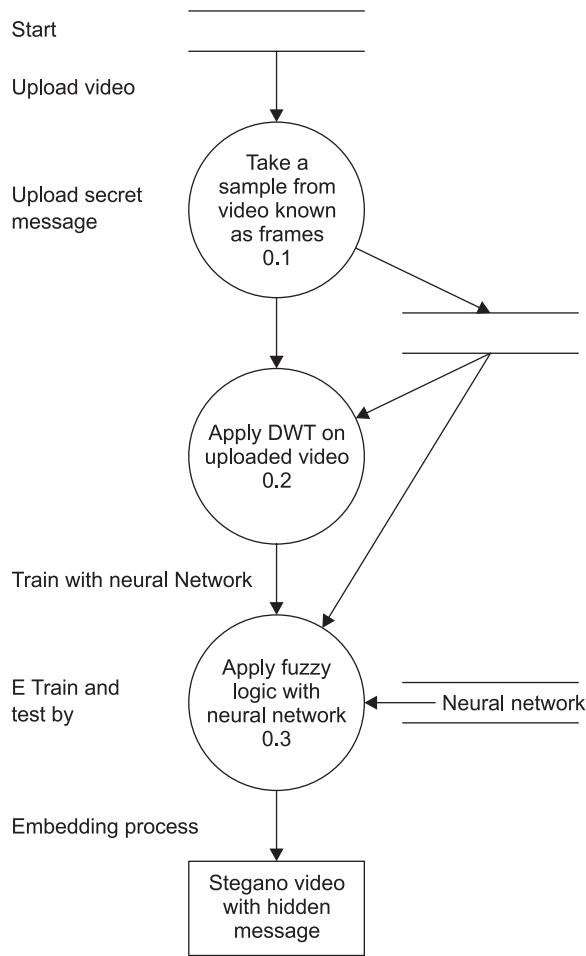 Start
Upload video
Take a
sample from
video known
as frames
0.1
Upload secret
message
Apply DWT on
uploaded video
0.2
Train with neural Network
Apply fuzzy
logic with
neural network
0.3
E Train and
test by
Neural network
Embedding process
Stegano video
with hidden
message